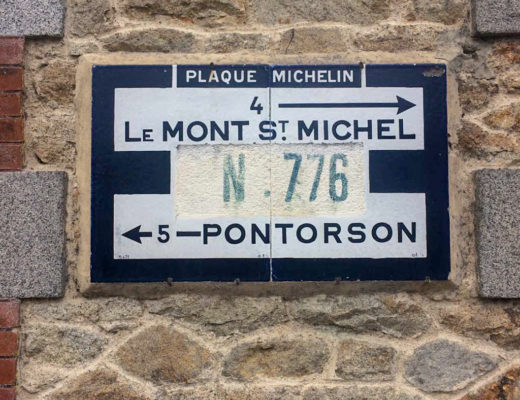 PLAQUE MICHELIN
4
LE MONT ST. MICHEL
N. 776
5 PONTORSON